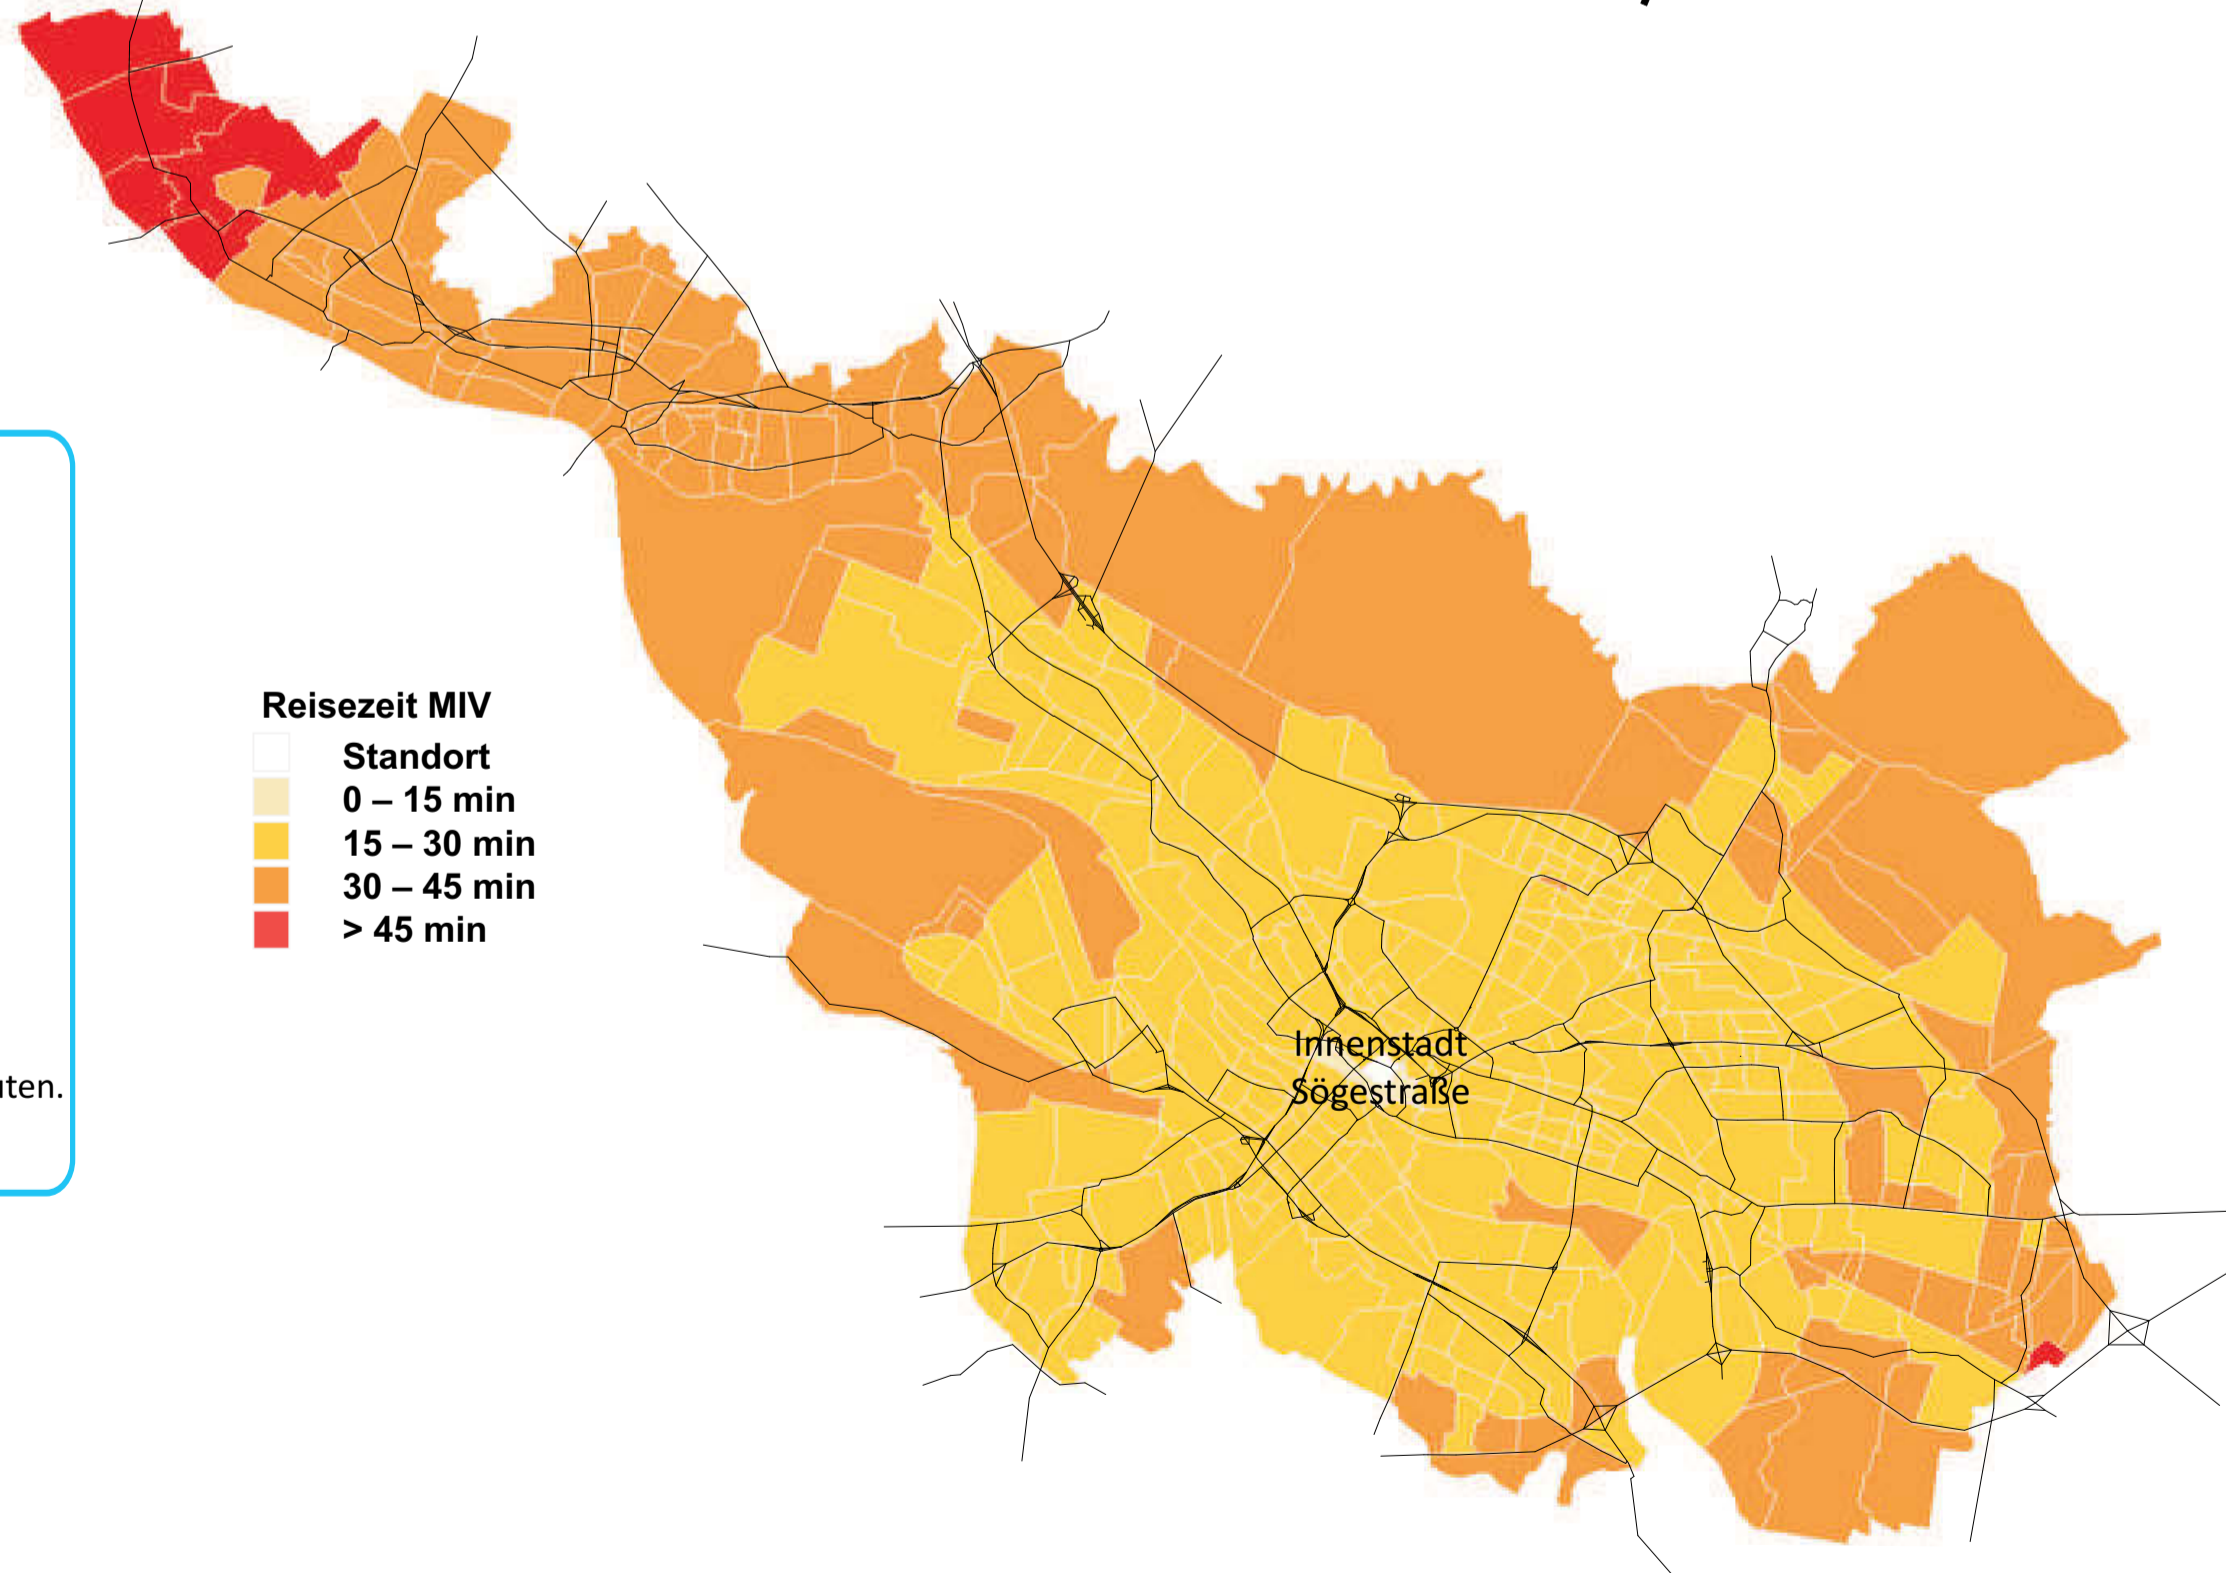 Reisezeit MIV
Standort
0 – 15 min
15 – 30 min
30 – 45 min
> 45 min
Innenstadt
Sögestraße